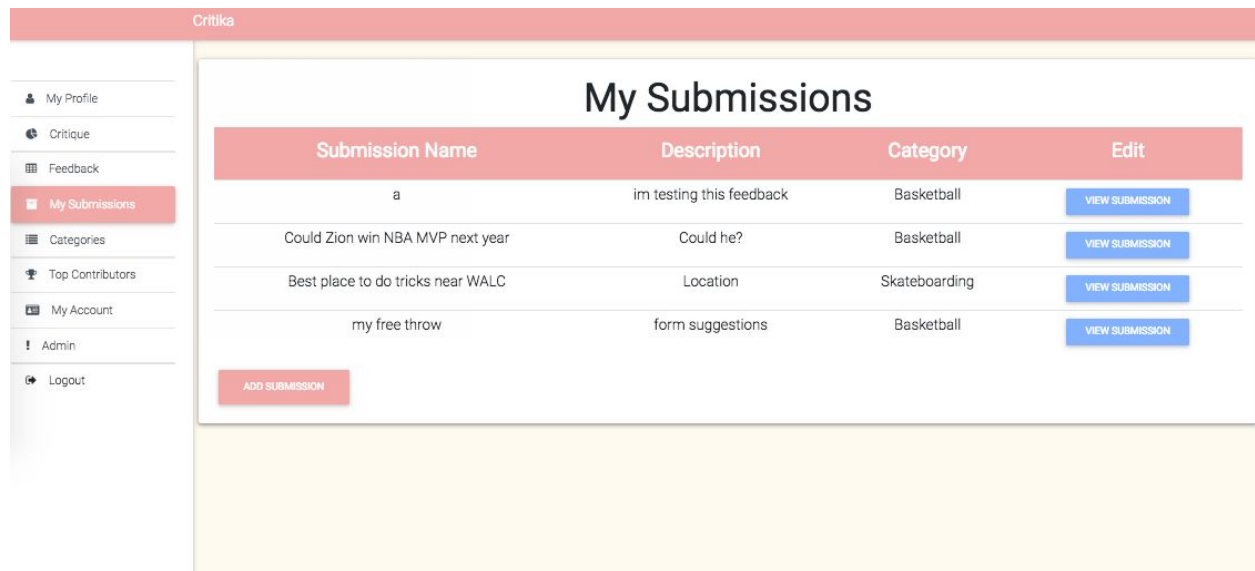 Critika
My Profile
Critique
Feedback
My Submissions
Categories
Top Contributors
My Account
Admin
Logout
My Submissions
Submission Name Description Category Edit
a im testing this feedback Basketball VIEW SUBMISSION
Could Zion win NBA MVP next year Could he? Basketball VIEW SUBMISSION
Best place to do tricks near WALC Location Skateboarding VIEW SUBMISSION
my free throw form suggestions Basketball VIEW SUBMISSION
ADD SUBMISSION